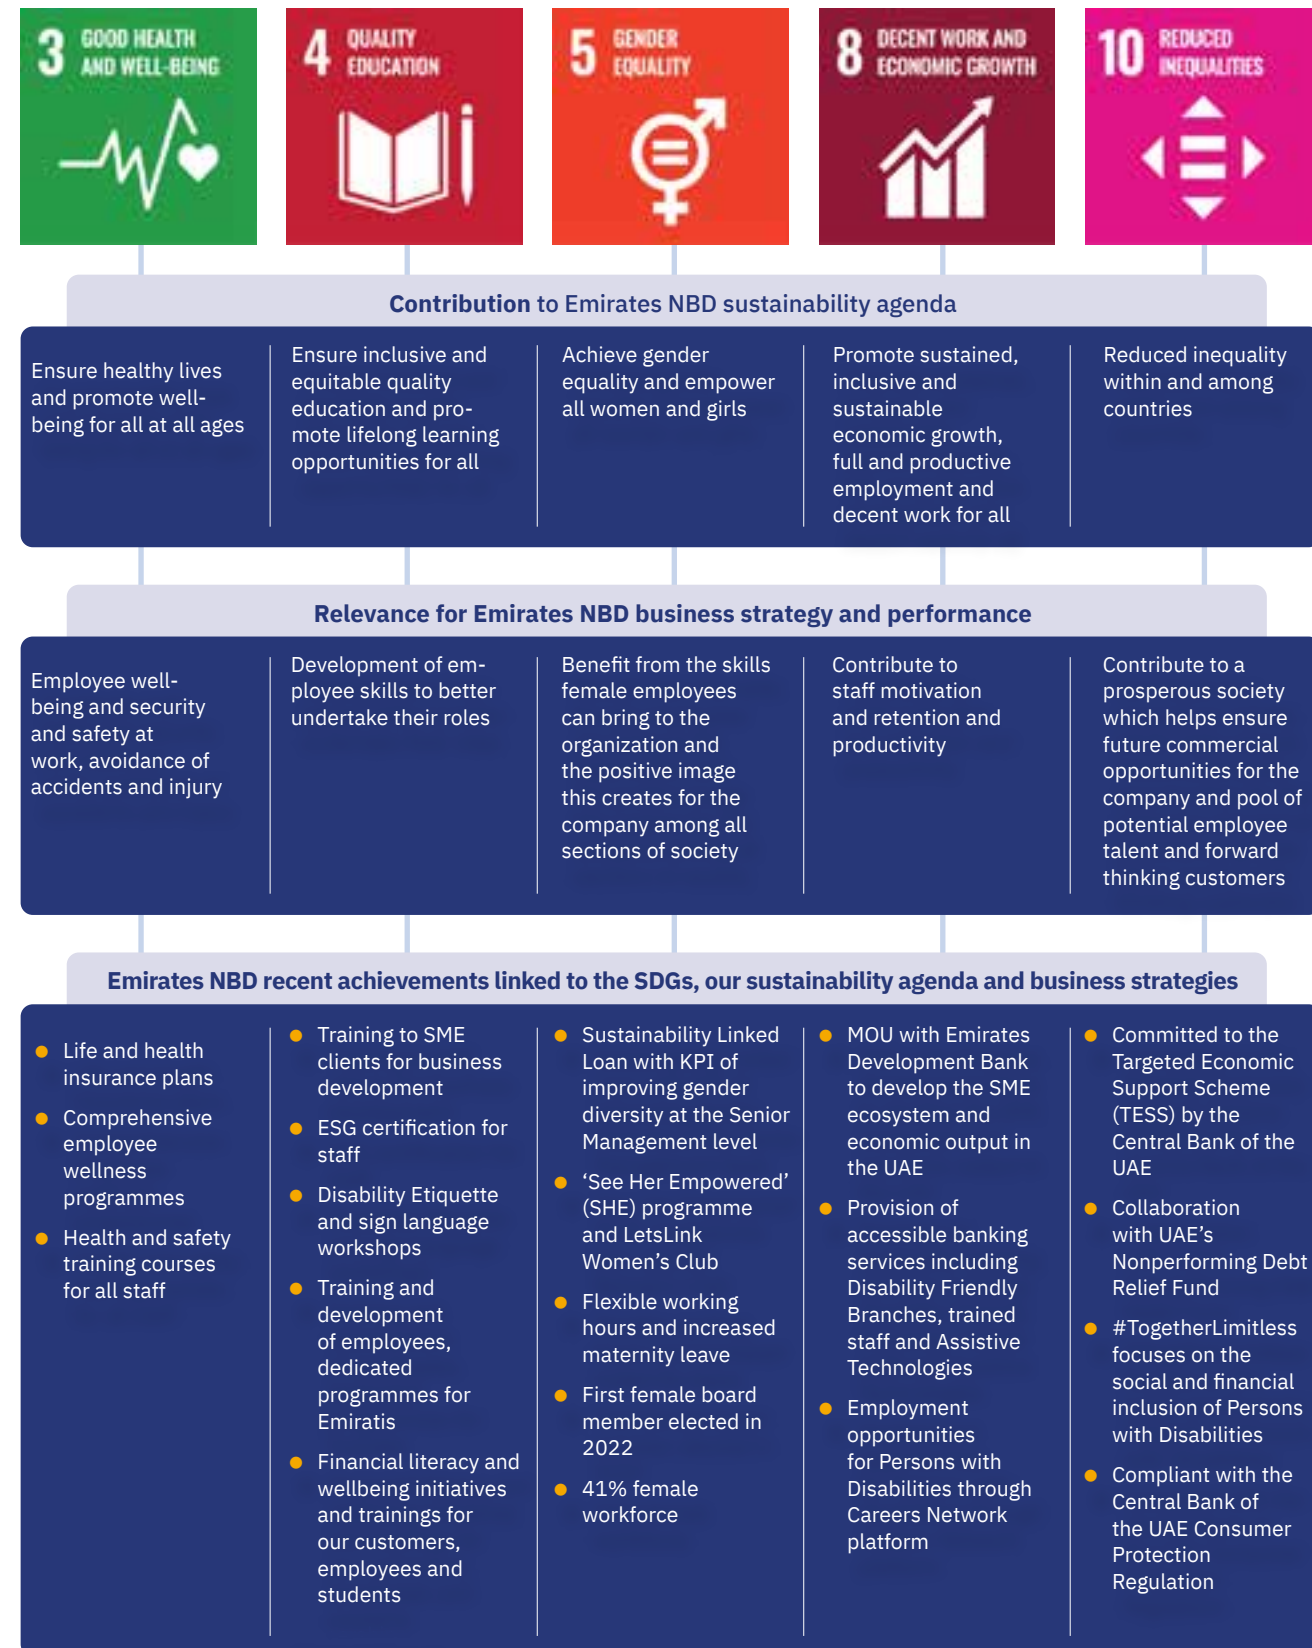 3 GOOD HEALTH
AND WELL-BEING
4 QUALITY
EDUCATION
5 GENDER
EQUALITY
8 DECENT WORK AND
ECONOMIC GROWTH
10 REDUCED
INEQUALITIES
Contribution to Emirates NBD sustainability agenda
Ensure healthy lives
and promote well-
being for all at all ages
Ensure inclusive and
equitable quality
education and pro-
mote lifelong learning
opportunities for all
Achieve gender
equality and empower
all women and girls
Promote sustained,
inclusive and
sustainable
economic growth,
full and productive
employment and
decent work for all
Reduced inequality
within and among
countries
Relevance for Emirates NBD business strategy and performance
Employee well-
being and security
and safety at
work, avoidance of
accidents and injury
Development of em-
ployee skills to better
undertake their roles
Benefit from the skills
female employees
can bring to the
organization and
the positive image
this creates for the
company among all
sections of society
Contribute to
staff motivation
and retention and
productivity
Contribute to a
prosperous society
which helps ensure
future commercial
opportunities for the
company and pool of
potential employee
talent and forward
thinking customers
Emirates NBD recent achievements linked to the SDGs, our sustainability agenda and business strategies
● Life and health
insurance plans
● Comprehensive
employee
wellness
programmes
● Health and safety
training courses
for all staff
● Training to SME
clients for business
development
● ESG certification for
staff
● Disability Etiquette
and sign language
workshops
● Training and
development
of employees,
dedicated
programmes for
Emiratis
● Financial literacy and
wellbeing initiatives
and trainings for
our customers,
employees and
students
● Sustainability Linked
Loan with KPI of
improving gender
diversity at the Senior
Management level
● ‘See Her Empowered’
(SHE) programme
and LetsLink
Women’s Club
● Flexible working
hours and increased
maternity leave
● First female board
member elected in
2022
● 41% female
workforce
● MOU with Emirates
Development Bank
to develop the SME
ecosystem and
economic output in
the UAE
● Provision of
accessible banking
services including
Disability Friendly
Branches, trained
staff and Assistive
Technologies
● Employment
opportunities
for Persons with
Disabilities through
Careers Network
platform
● Committed to the
Targeted Economic
Support Scheme
(TESS) by the
Central Bank of the
UAE
● Collaboration
with UAE’s
Nonperforming Debt
Relief Fund
● #TogetherLimitless
focuses on the
social and financial
inclusion of Persons
with Disabilities
● Compliant with the
Central Bank of
the UAE Consumer
Protection
Regulation